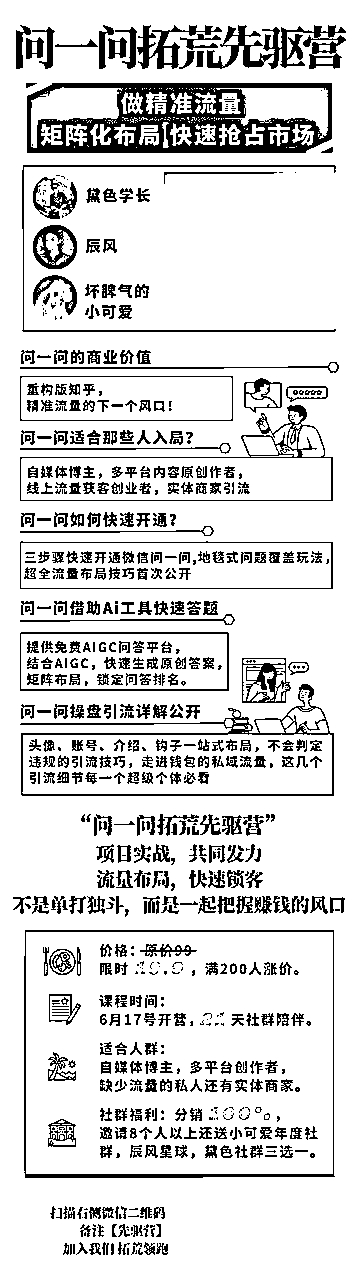 问一问拓荒先驱营
做精准流量
矩阵化布局 快速抢占市场
黛色学长
辰风
坏脾气的
小可爱
问一问的商业价值
重构版知乎，
精准流量的下一个风口！
问一问适合那些人入局？
自媒体博主，多平台内容原创作者，
线上流量获客创业者，实体商家引流
问一问如何快速开通？
三步骤快速开通微信问一问,地毯式问题覆盖玩法，
超全流量布局技巧首次公开
问一问借助Ai工具快速答题
提供免费AIGC问答平台，
结合AIGC，快速生成原创答案，
矩阵布局，锁定问答排名。
问一问操盘引流详解公开
头像、账号、介绍、钩子一站式布局，不会判定
违规的引流技巧，走进钱包的私域流量，这几个
引流细节每一个超级个体必看
“问一问拓荒先驱营”
项目实战，共同发力
流量布局，快速锁客
不是单打独斗，而是一起把握赚钱的风口
价格：原价99
限时 19.9，满200人涨价。
课程时间：
6月17号开营，21天社群陪伴。
适合人群：
自媒体博主，多平台创作者，
缺少流量的私人还有实体商家。
社群福利：分销 100%，
邀请8个人以上还送小可爱年度社
群，辰风星球，黛色社群三选一。
扫描右侧微信二维码
备注【先驱营】
加入我们 拓荒领跑